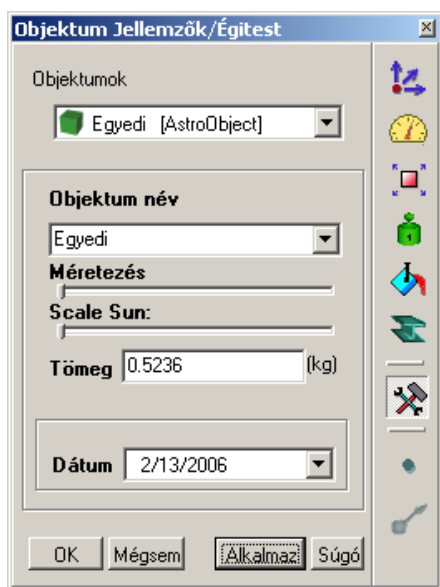 Objektum Jellemzők/Égitest
Objektumok
Egyedi [AstroObject]
Objektum név
Egyedi
Méretezés
Scale Sun:
Tömeg 0.5236 (kg)
Dátum 2/13/2006
OK Mégsem Alkalmaz Súgó